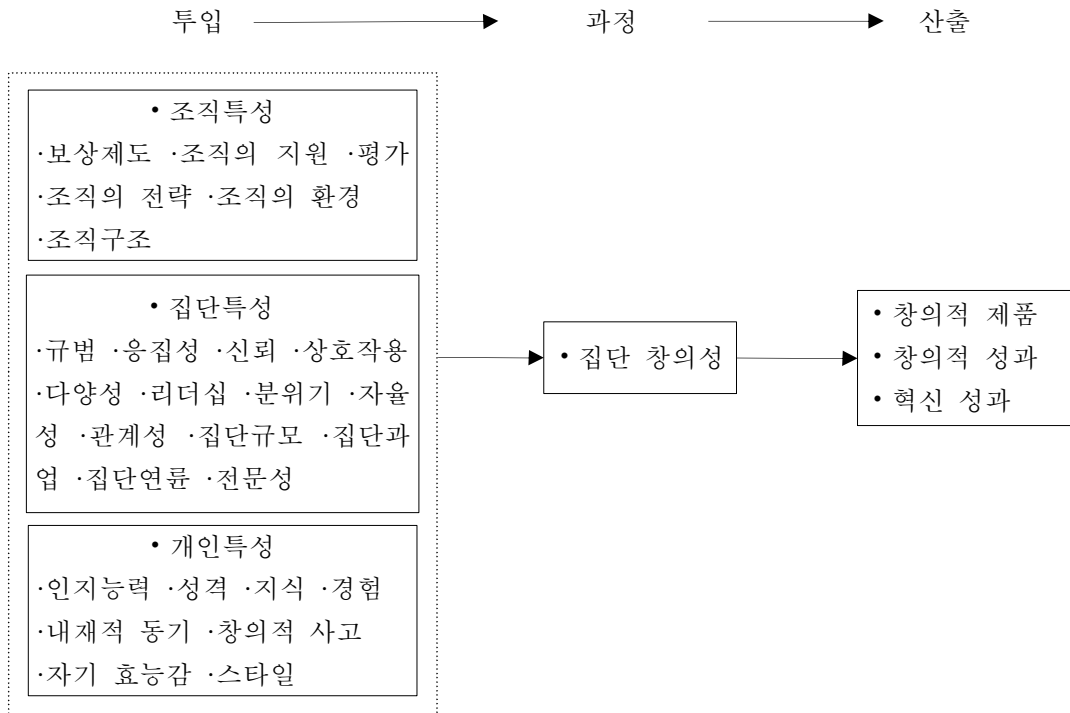 투입 과정 산출
• 조직특성
·보상제도 ·조직의 지원 ·평가
·조직의 전략 ·조직의 환경
·조직구조
• 집단특성
·규범 ·응집성 ·신뢰 ·상호작용
·다양성 ·리더십 ·분위기 ·자율
성 ·관계성 ·집단규모 ·집단과
업 ·집단연륜 ·전문성
• 개인특성
·인지능력 ·성격 ·지식 ·경험
·내재적 동기 ·창의적 사고
·자기 효능감 ·스타일
• 집단 창의성
• 창의적 제품
• 창의적 성과
• 혁신 성과